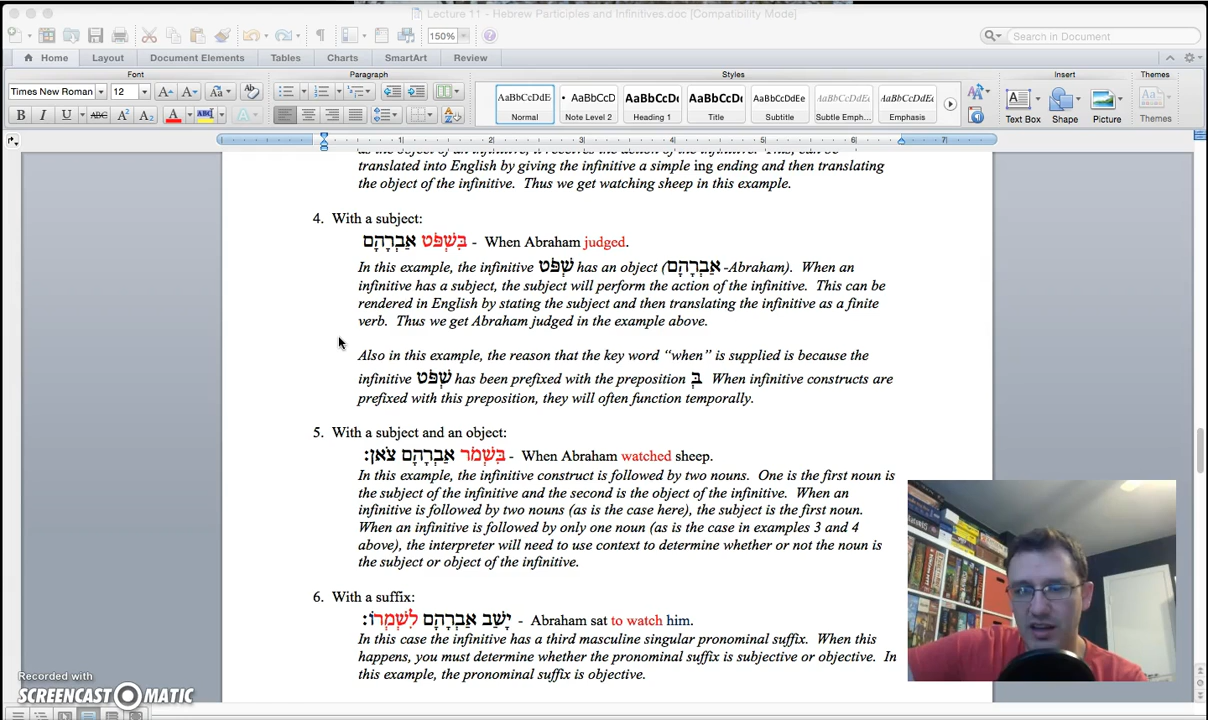 Lecture 11 - Hebrew Participles and Infinitives.doc [Compatibility Mode]
150%
Search in Document
Home Layout Document Elements Tables Charts SmartArt Review
Font Paragraph Styles Insert Themes
Times New Roman 12
AaBbCcDdE AaBbCcD AaBbCcDc AaBbCcDc AaBbCcDdEe AaBbCcDdEe AaBbCcDdEe
Normal Note Level 2 Heading 1 Title Subtitle Subtle Emph... Emphasis
Text Box Shape Picture Themes
1 2 3 4 5 6 7
translated into English by giving the infinitive a simple ing ending and then translating
the object of the infinitive. Thus we get watching sheep in this example.
4. With a subject:
בִּשְׁפֹּט אַבְרָהָם - When Abraham judged.
In this example, the infinitive שְׁפֹּט has an object (אַבְרָהָם -Abraham). When an
infinitive has a subject, the subject will perform the action of the infinitive. This can be
rendered in English by stating the subject and then translating the infinitive as a finite
verb. Thus we get Abraham judged in the example above.
Also in this example, the reason that the key word “when” is supplied is because the
infinitive שְׁפֹּט has been prefixed with the preposition בְּ When infinitive constructs are
prefixed with this preposition, they will often function temporally.
5. With a subject and an object:
בִּשְׁמֹר אַבְרָהָם צֹאן׃ - When Abraham watched sheep.
In this example, the infinitive construct is followed by two nouns. One is the first noun is
the subject of the infinitive and the second is the object of the infinitive. When an
infinitive is followed by two nouns (as is the case here), the subject is the first noun.
When an infinitive is followed by only one noun (as is the case in examples 3 and 4
above), the interpreter will need to use context to determine whether or not the noun is
the subject or object of the infinitive.
6. With a suffix:
יָשַׁב אַבְרָהָם לִשְׁמְרוֹ׃ - Abraham sat to watch him.
In this case the infinitive has a third masculine singular pronominal suffix. When this
happens, you must determine whether the pronominal suffix is subjective or objective. In
this example, the pronominal suffix is objective.
Recorded with
SCREENCAST MATIC